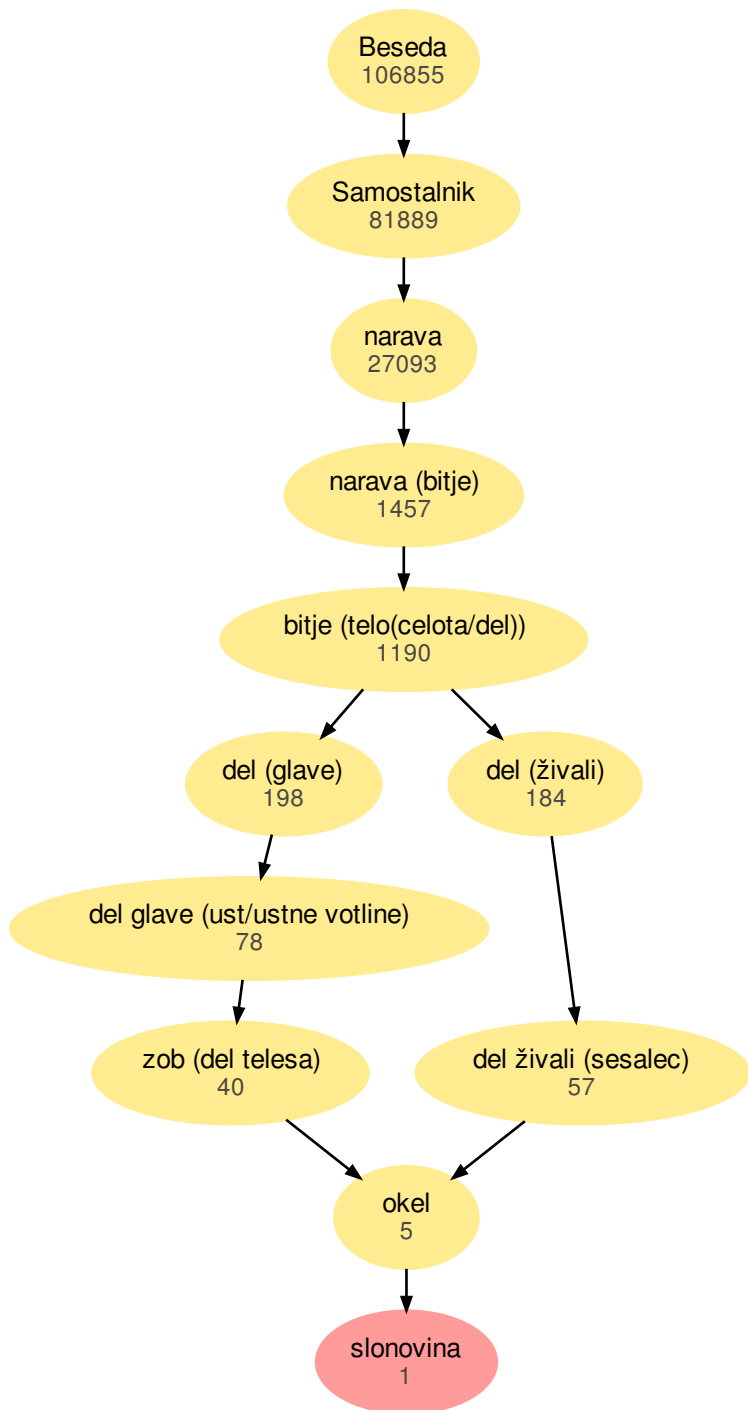 Beseda
106855
Samostalnik
81889
narava
27093
narava (bitje)
1457
bitje (telo(celota/del))
1190
del (glave)
198
del (živali)
184
del glave (ust/ustne votline)
78
zob (del telesa)
40
del živali (sesalec)
57
okel
5
slonovina
1